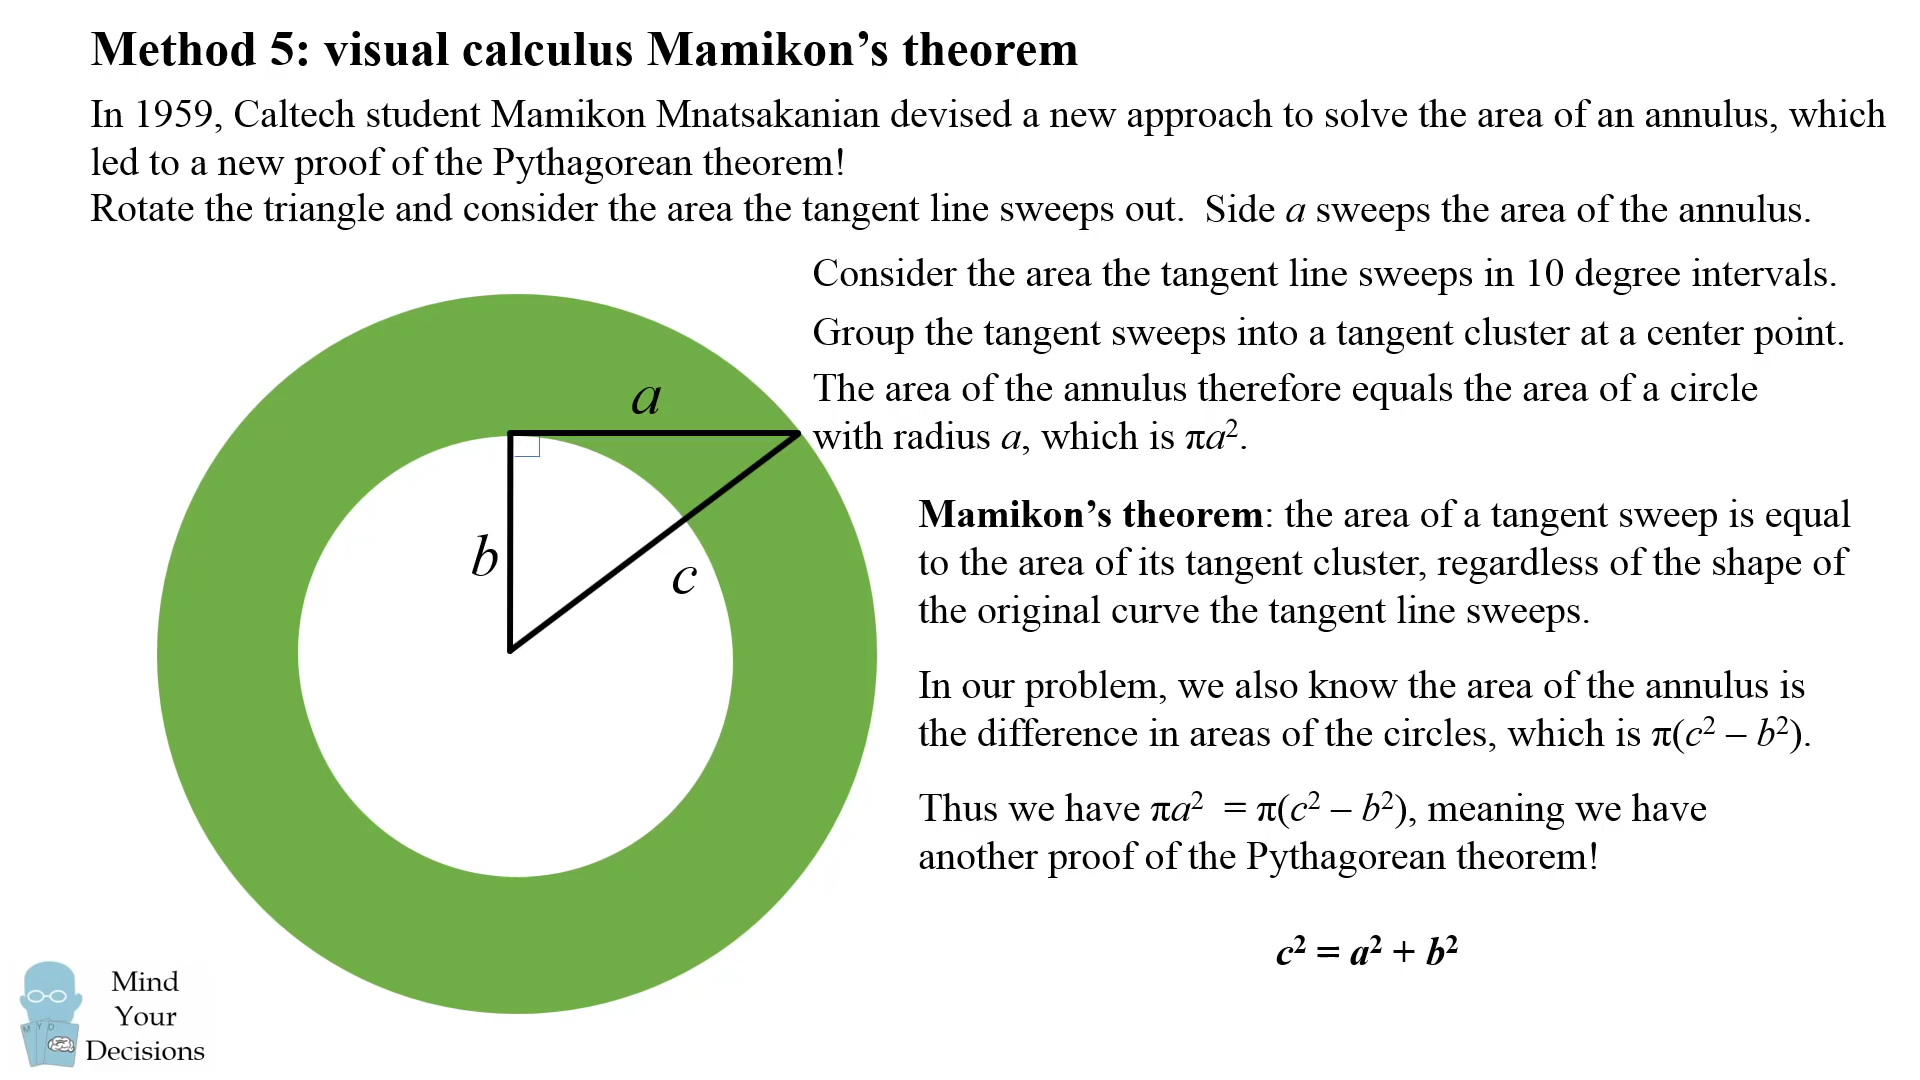 Method 5: visual calculus Mamikon’s theorem
In 1959, Caltech student Mamikon Mnatsakanian devised a new approach to solve the area of an annulus, which
led to a new proof of the Pythagorean theorem!
Rotate the triangle and consider the area the tangent line sweeps out. Side a sweeps the area of the annulus.
Consider the area the tangent line sweeps in 10 degree intervals.
Group the tangent sweeps into a tangent cluster at a center point.
The area of the annulus therefore equals the area of a circle
with radius a, which is πa².
a
b
c
Mamikon’s theorem: the area of a tangent sweep is equal
to the area of its tangent cluster, regardless of the shape of
the original curve the tangent line sweeps.
In our problem, we also know the area of the annulus is
the difference in areas of the circles, which is π(c² – b²).
Thus we have πa² = π(c² – b²), meaning we have
another proof of the Pythagorean theorem!
c² = a² + b²
M Y D
Mind
Your
Decisions